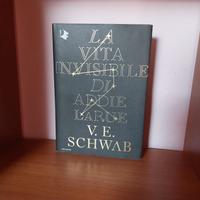 LA
VITA
INVISIBILE
DI
ADDIE
LARUE
V. E.
SCHWAB